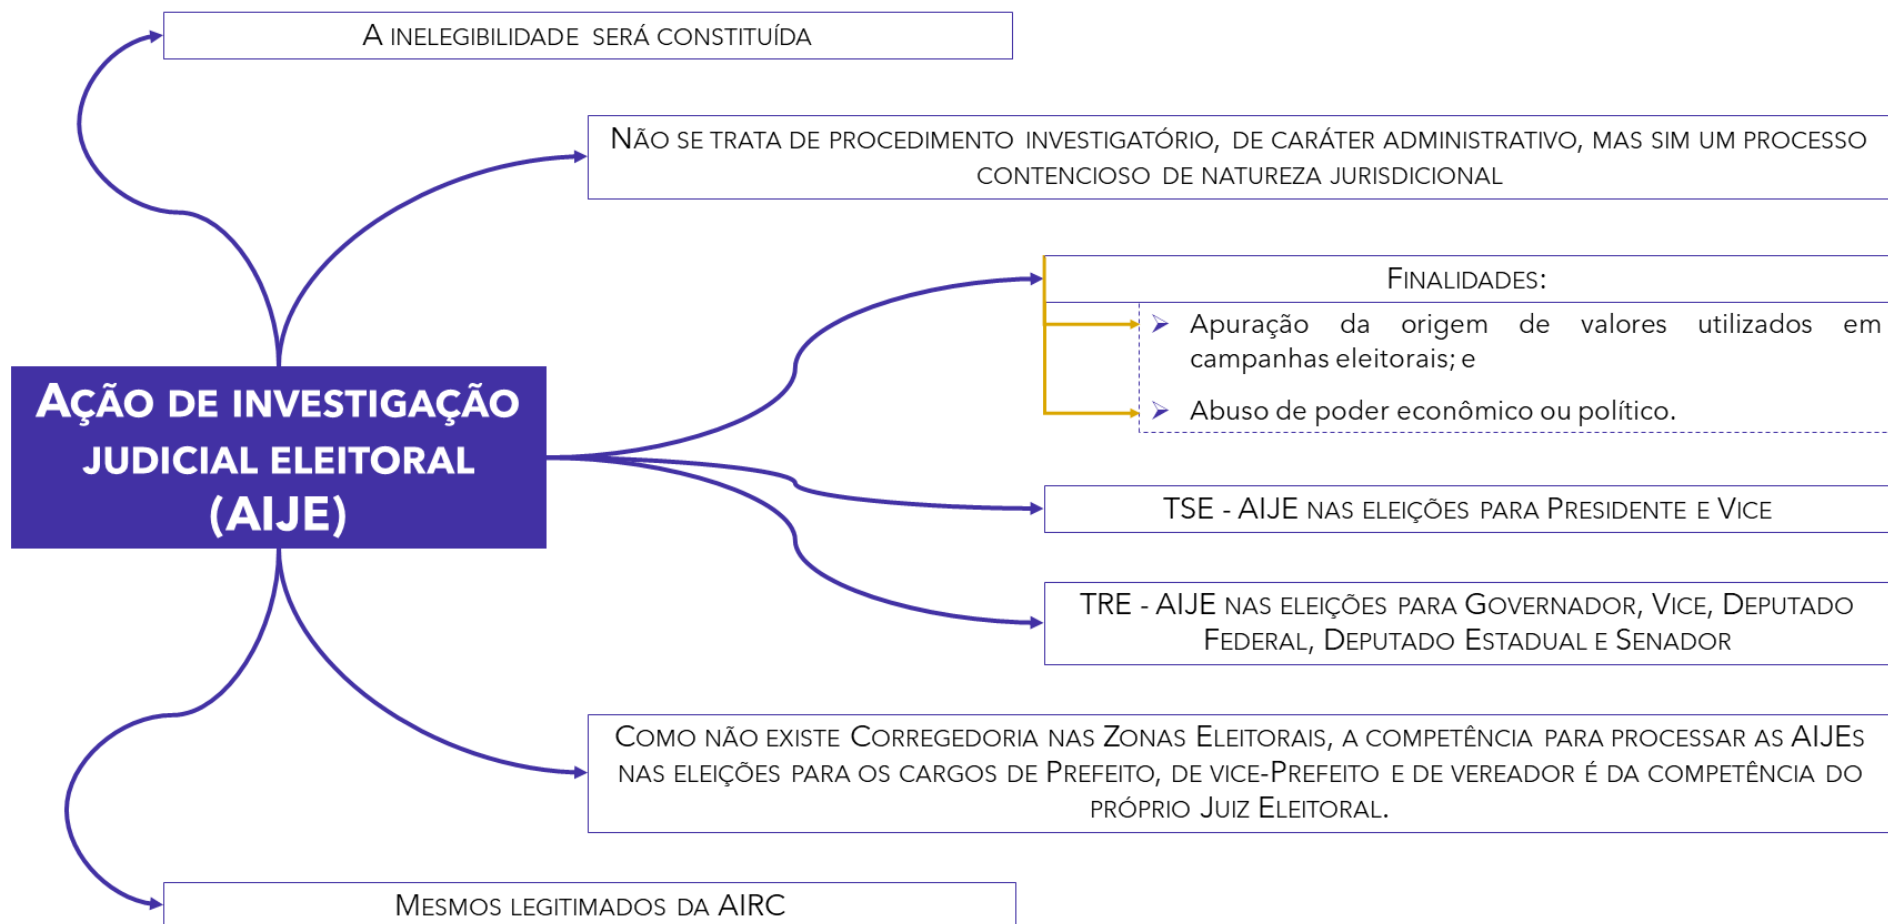 A INELEGIBILIDADE SERÁ CONSTITUÍDA
NÃO SE TRATA DE PROCEDIMENTO INVESTIGATÓRIO, DE CARÁTER ADMINISTRATIVO, MAS SIM UM PROCESSO
CONTENCIOSO DE NATUREZA JURISDICIONAL
FINALIDADES:
➢ Apuração da origem de valores utilizados em
campanhas eleitorais; e
➢ Abuso de poder econômico ou político.
AÇÃO DE INVESTIGAÇÃO
JUDICIAL ELEITORAL
(AIJE)
TSE - AIJE NAS ELEIÇÕES PARA PRESIDENTE E VICE
TRE - AIJE NAS ELEIÇÕES PARA GOVERNADOR, VICE, DEPUTADO
FEDERAL, DEPUTADO ESTADUAL E SENADOR
COMO NÃO EXISTE CORREGEDORIA NAS ZONAS ELEITORAIS, A COMPETÊNCIA PARA PROCESSAR AS AIJES
NAS ELEIÇÕES PARA OS CARGOS DE PREFEITO, DE VICE-PREFEITO E DE VEREADOR É DA COMPETÊNCIA DO
PRÓPRIO JUIZ ELEITORAL.
MESMOS LEGITIMADOS DA AIRC